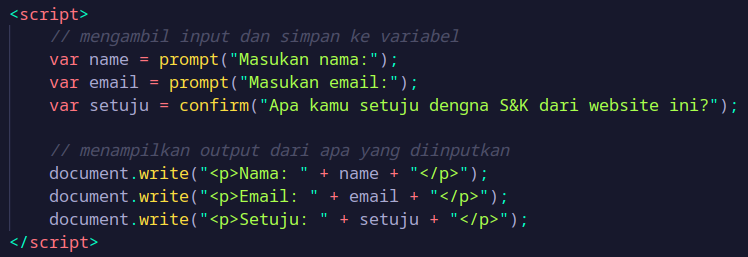 <script>
// mengambil input dan simpan ke variabel
var name = prompt("Masukan nama:");
var email = prompt("Masukan email:");
var setuju = confirm("Apa kamu setuju dengna S&K dari website ini?");
// menampilkan output dari apa yang diinputkan
document.write("<p>Nama: " + name + "</p>");
document.write("<p>Email: " + email + "</p>");
document.write("<p>Setuju: " + setuju + "</p>");
</script>